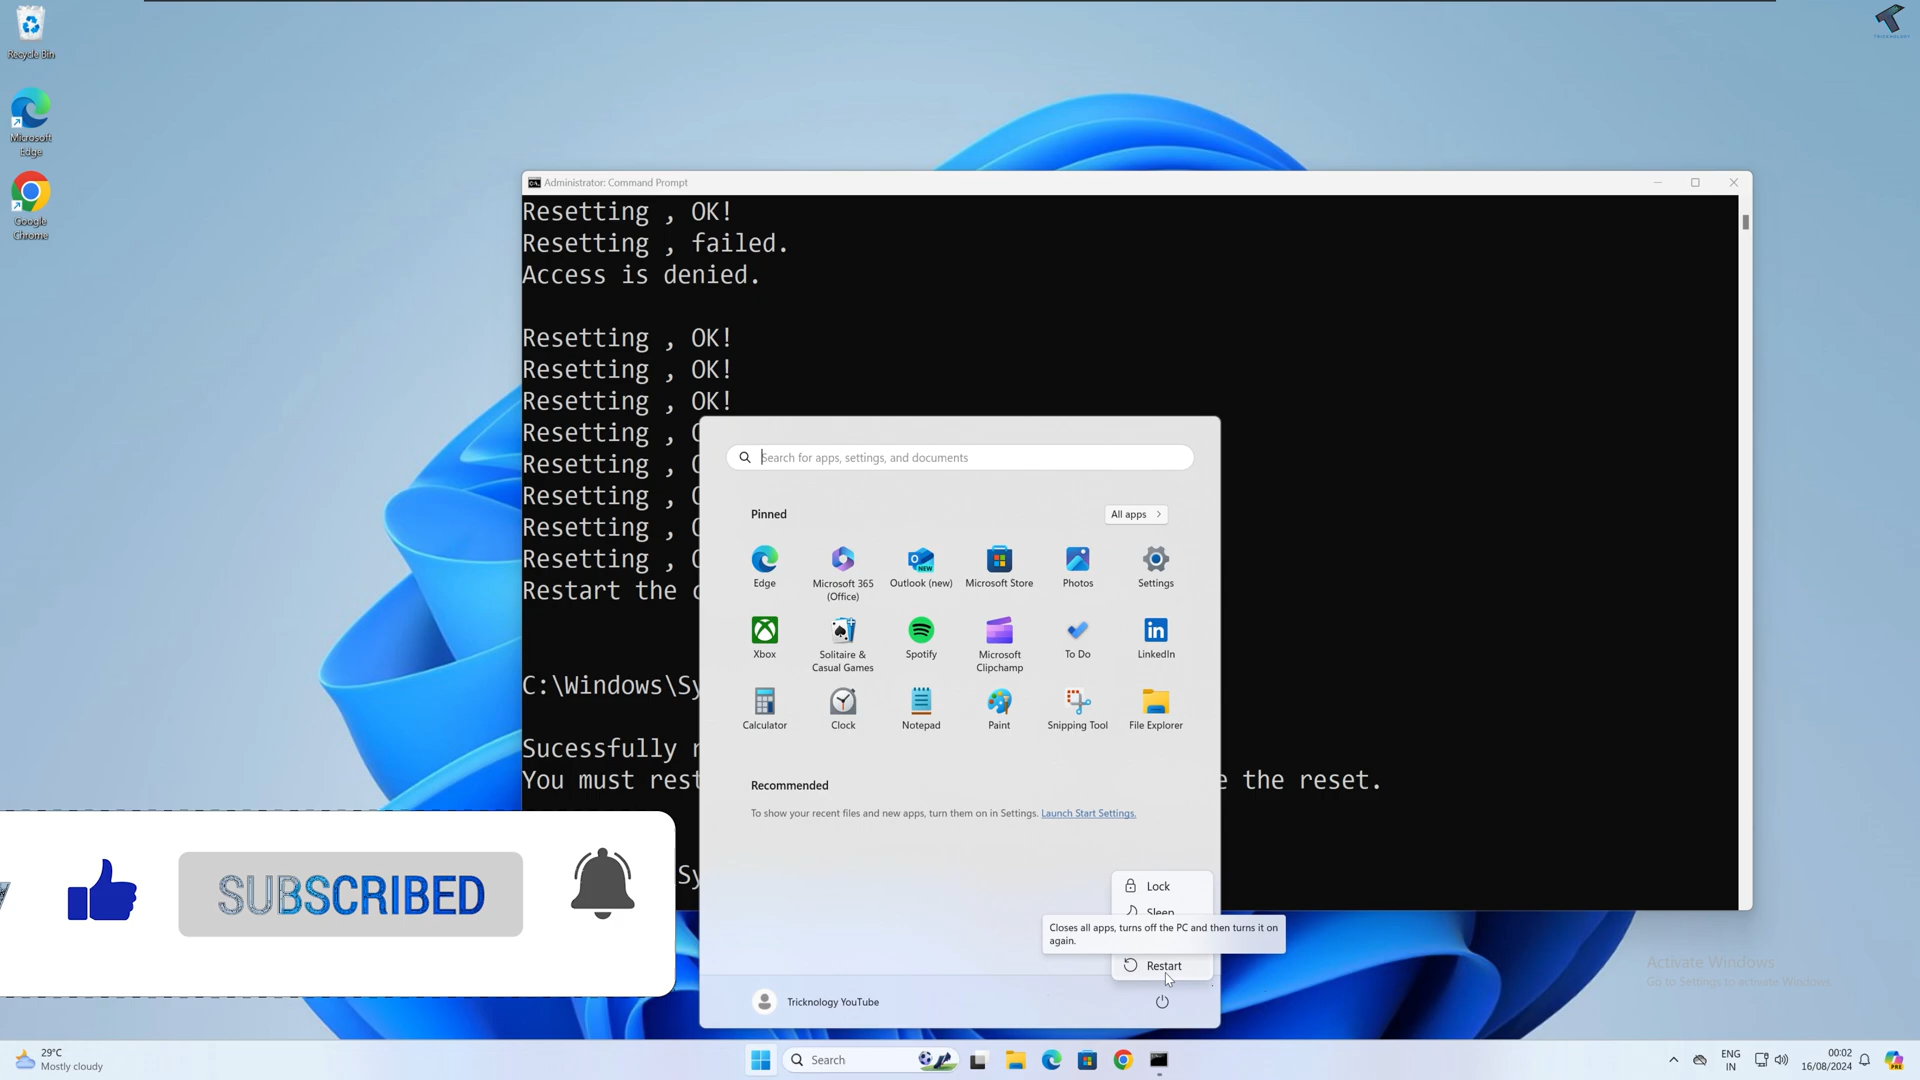 Recycle Bin
Microsoft
Edge
Google
Chrome
TRICKNOLOGY
Administrator: Command Prompt
Resetting , OK!
Resetting , failed.
Access is denied.
Resetting , OK!
Resetting , OK!
Resetting , OK!
Resetting ,
Resetting ,
Resetting ,
Resetting ,
Resetting ,
Restart the
C:\Windows\Sy
Sucessfully
You must rest
the reset.
Search for apps, settings, and documents
Pinned
All apps
Edge
Microsoft 365
(Office)
Outlook (new)
Microsoft Store
Photos
Settings
Xbox
Solitaire &
Casual Games
Spotify
Microsoft
Clipchamp
To Do
LinkedIn
Calculator
Clock
Notepad
Paint
Snipping Tool
File Explorer
Recommended
To show your recent files and new apps, turn them on in Settings. Launch Start Settings.
Lock
Sleep
Closes all apps, turns off the PC and then turns it on
again.
Restart
Tricknology YouTube
SUBSCRIBED
Activate Windows
Go to Settings to activate Windows.
29°C
Mostly cloudy
Search
ENG
IN
00:02
16/08/2024